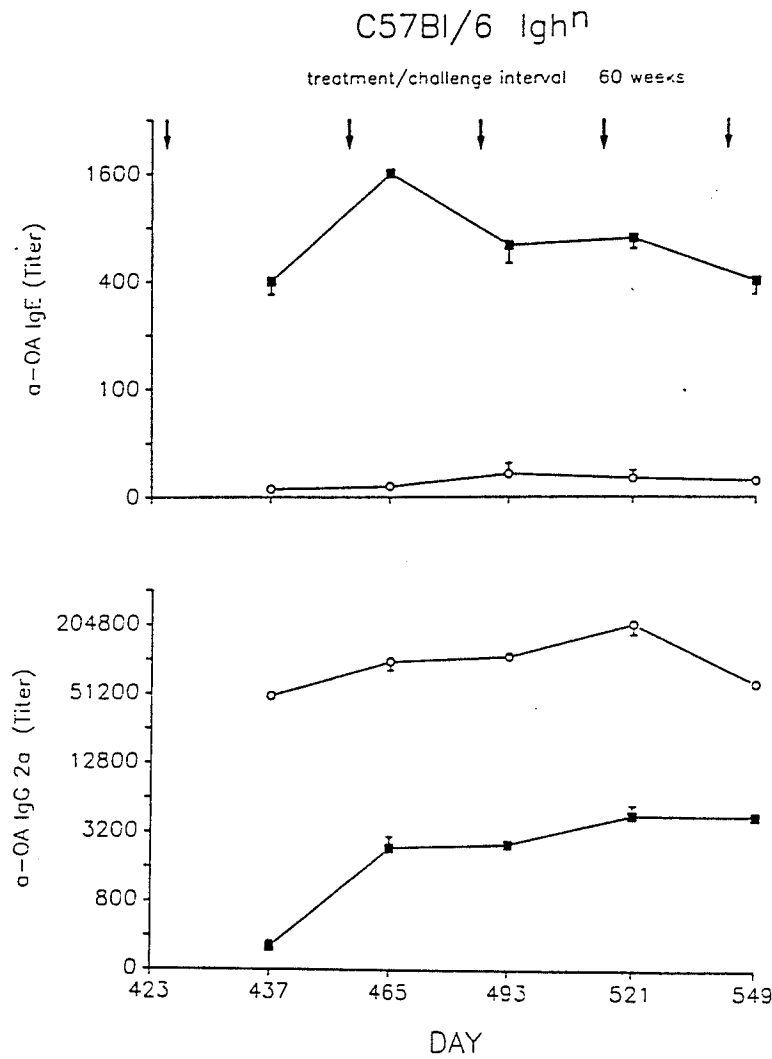 C57Bl/6 Ighⁿ
treatment/challenge interval 60 weeks
a-OA IgE (Titer)
1600
400
100
0
a-OA IgG 2a (Titer)
204800
51200
12800
3200
800
0
423 437 465 493 521 549
DAY